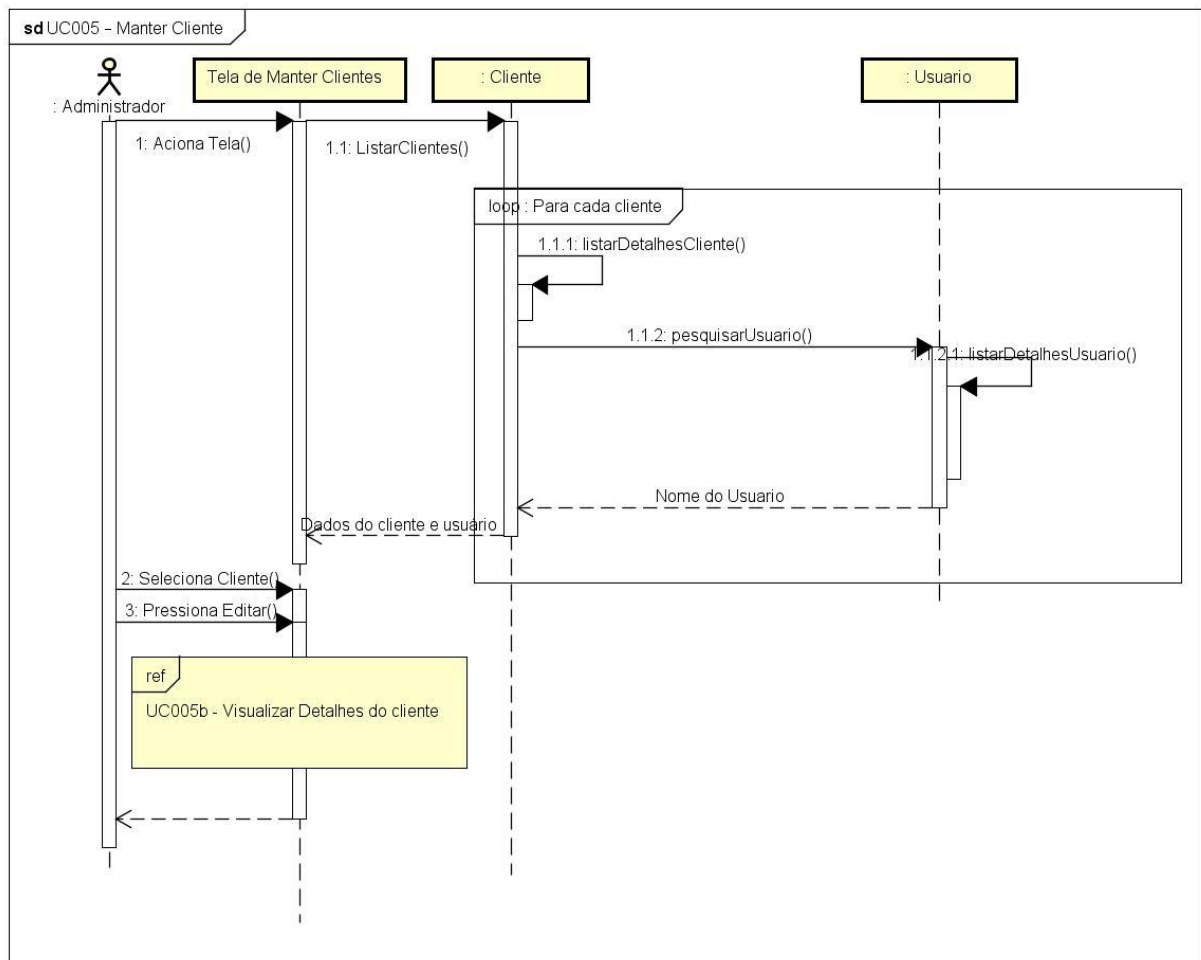 sd UC005 – Manter Cliente
Tela de Manter Clientes
: Cliente
: Usuario
: Administrador
1: Aciona Tela()
1.1: ListarClientes()
loop : Para cada cliente
1.1.1: listarDetalhesCliente()
1.1.2: pesquisarUsuario()
1.1.2.1: listarDetalhesUsuario()
Nome do Usuario
Dados do cliente e usuário
2: Seleciona Cliente()
3: Pressiona Editar()
ref
UC005b - Visualizar Detalhes do cliente